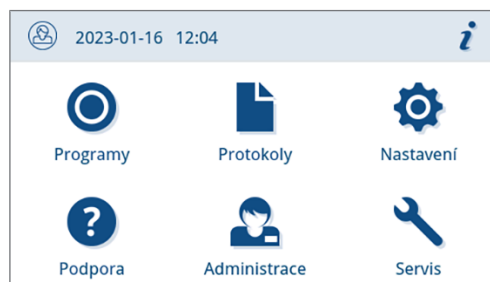 2023-01-16 12:04
Programy Protokoly Nastavení
Podpora Administrace Servis